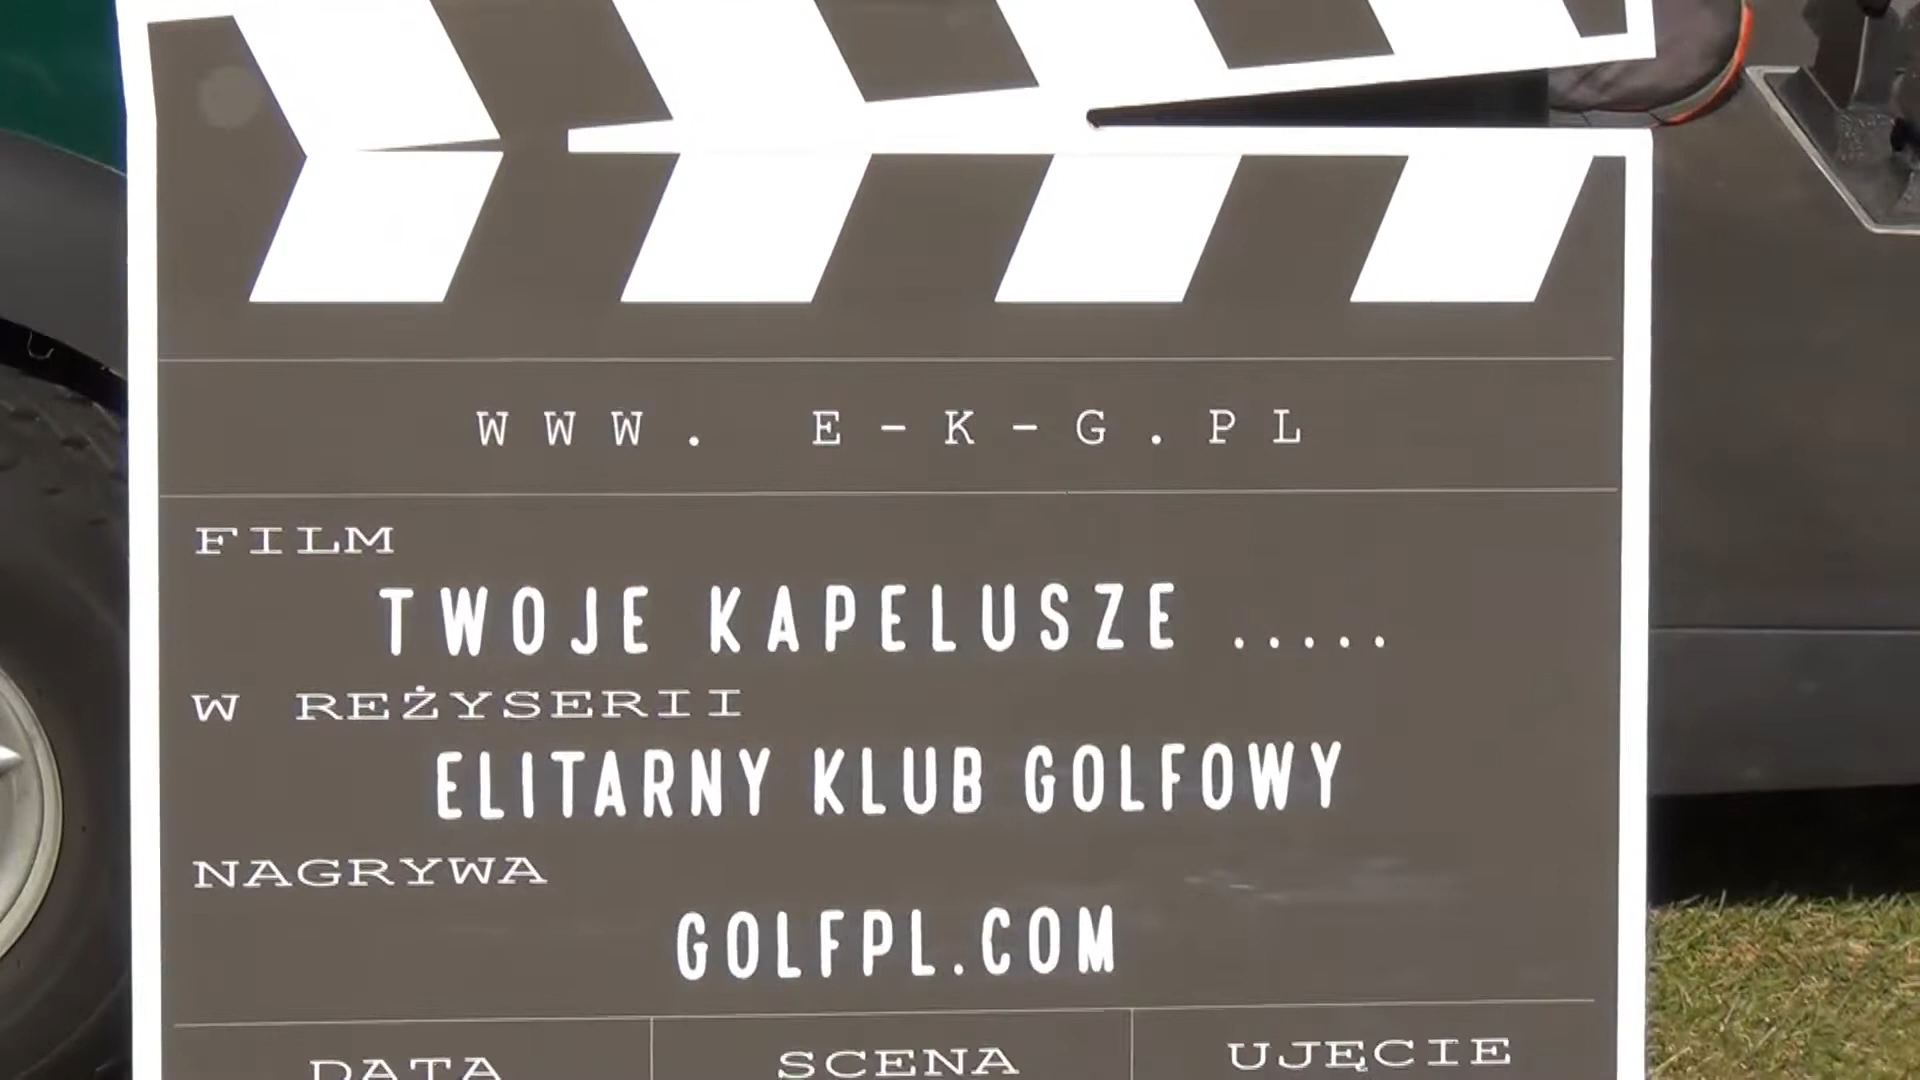 WWW. E-K-G.PL
FILM
TWOJE KAPELUSZE .....
W REŻYSERII
ELITARNY KLUB GOLFOWY
NAGRYWA
GOLFPL.COM
DATA SCENA UJĘCIE